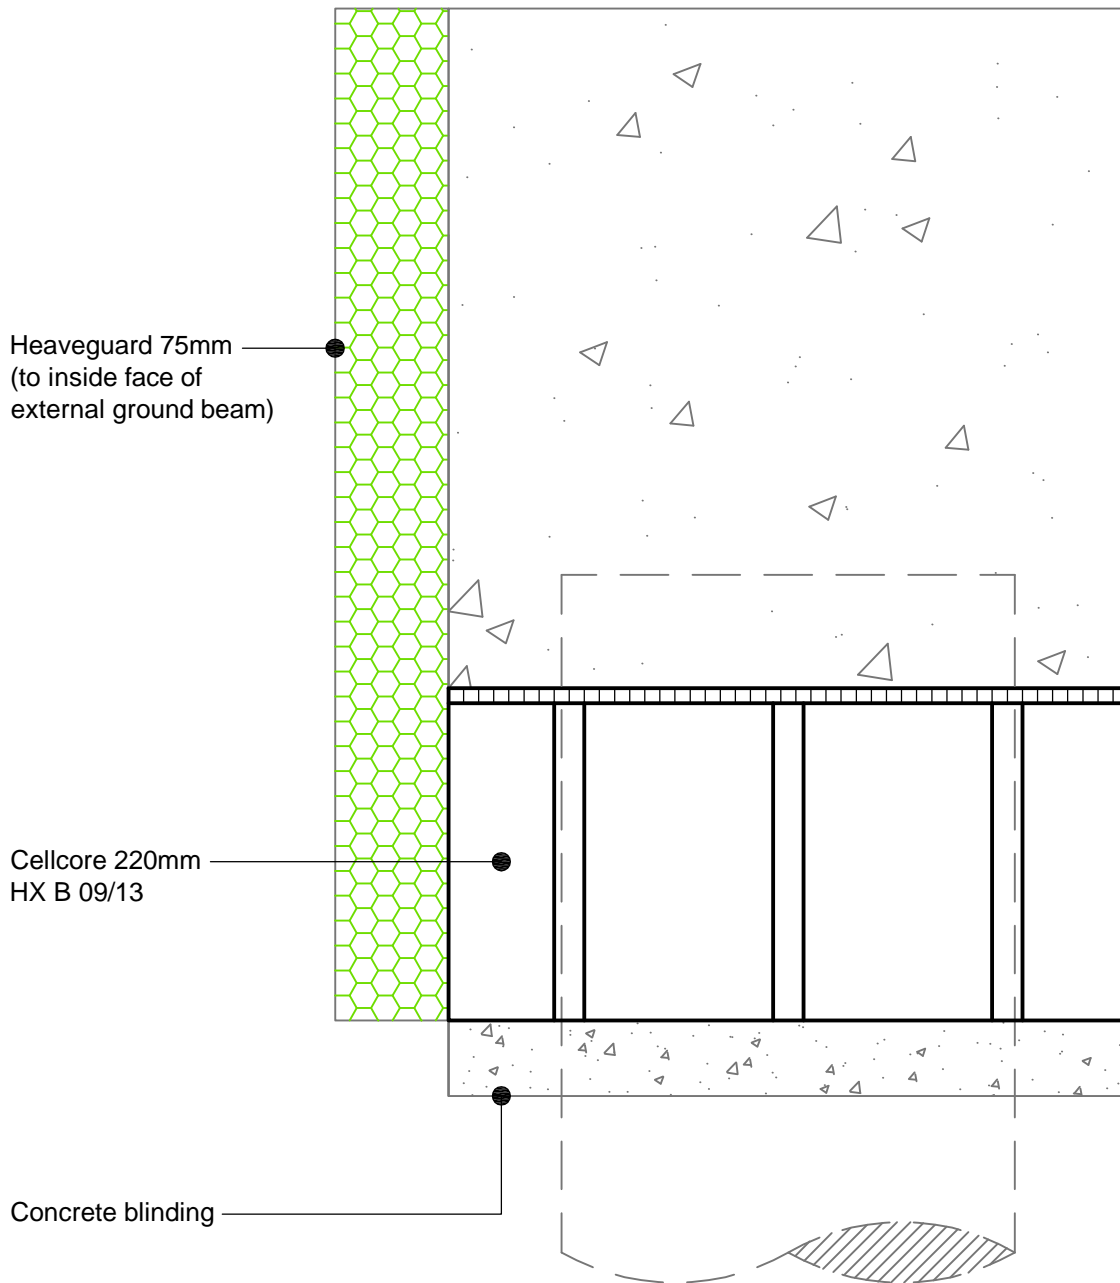 Heaveguard 75mm
(to inside face of
external ground beam)
Cellcore 220mm
HX B 09/13
Concrete blinding